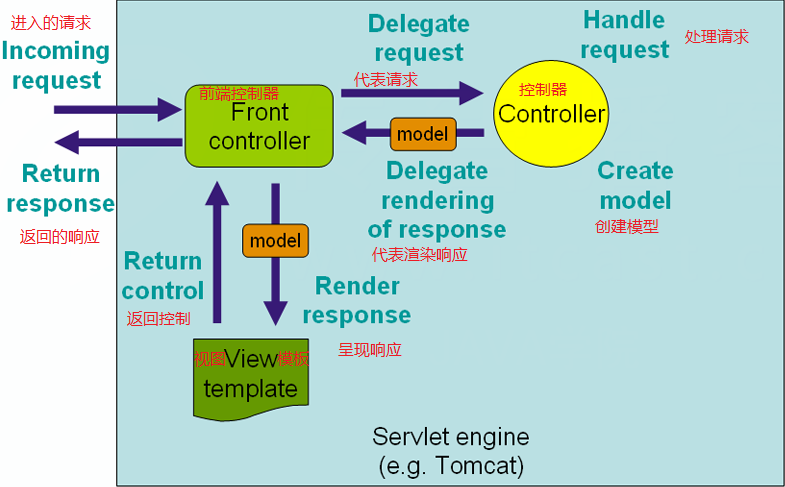 进入的请求
Incoming
request
Return
response
返回的响应
前端控制器
Front
controller
Delegate
request
代表请求
Handle
request
处理请求
控制器
Controller
model
Delegate
rendering
of response
代表渲染响应
Create
model
创建模型
model
Return
control
返回控制
Render
response
呈现响应
视图View模板
template
Servlet engine
(e.g. Tomcat)